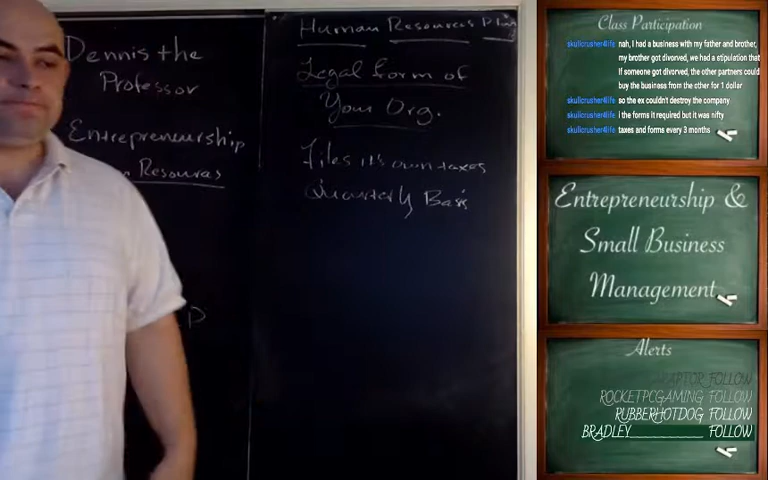 Dennis the
Professor
Entrepreneurship
Resources
P
Human Resources Plan
Legal form of
Your Org.
Files its own taxes
Quarterly Basis
Class Participation
skullcrusher4life nah, I had a business with my father and brother,
my brother got divorced, we had a stipulation that
if someone got divorced, the other partners could
buy the business from the other for 1 dollar
skullcrusher4life so the ex couldn't destroy the company
skullcrusher4life i the forms it required but it was nifty
skullcrusher4life taxes and forms every 3 months
Entrepreneurship &
Small Business
Management
Alerts
RAPTOR FOLLOW
ROCKETPCGAMING FOLLOW
RUBBERHOTDOG FOLLOW
BRADLEY______________ FOLLOW